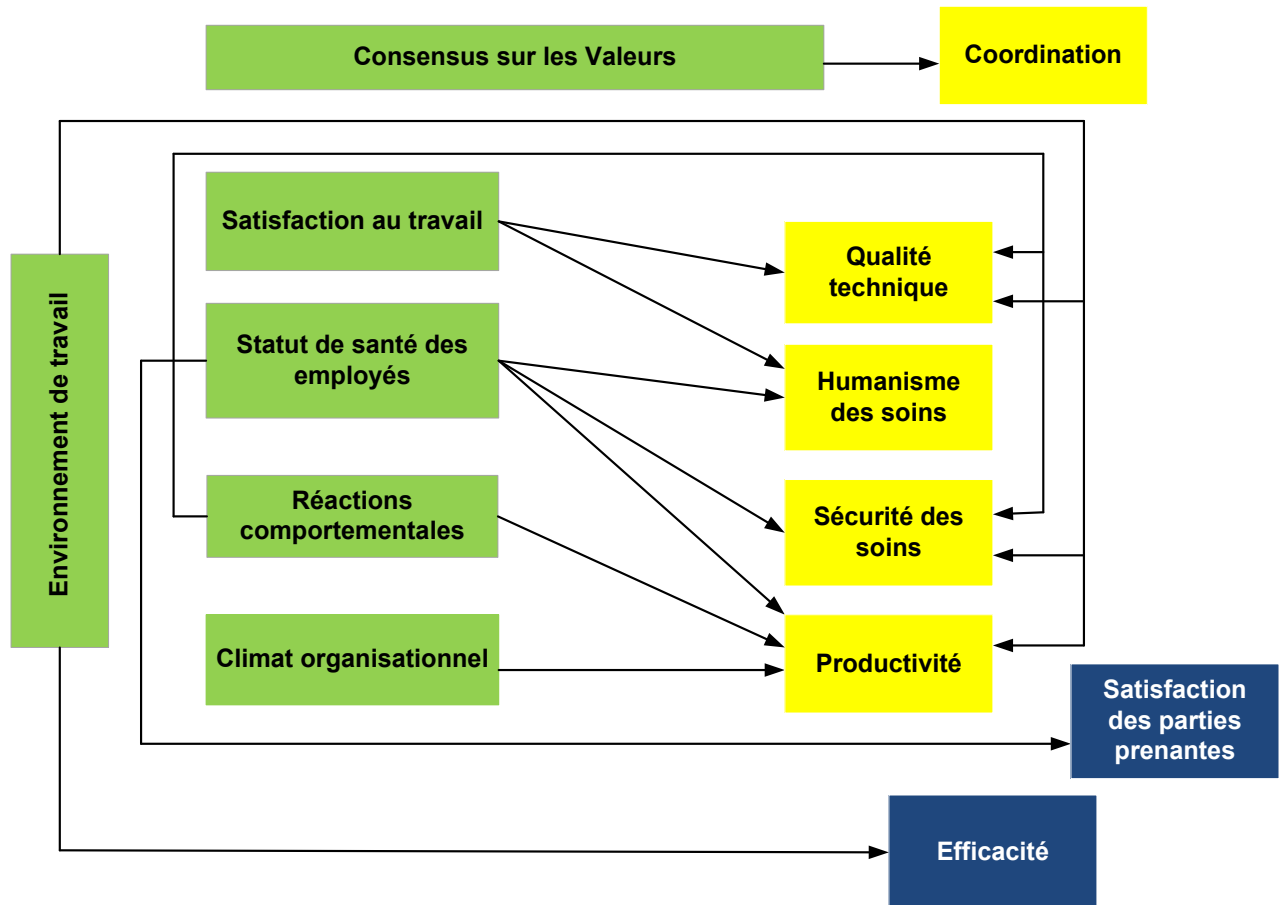 Consensus sur les Valeurs
Coordination
Satisfaction au travail
Qualité
technique
Environnement de travail
Statut de santé des
employés
Humanisme
des soins
Réactions
comportementales
Sécurité des
soins
Climat organisationnel
Productivité
Satisfaction
des parties
prenantes
Efficacité